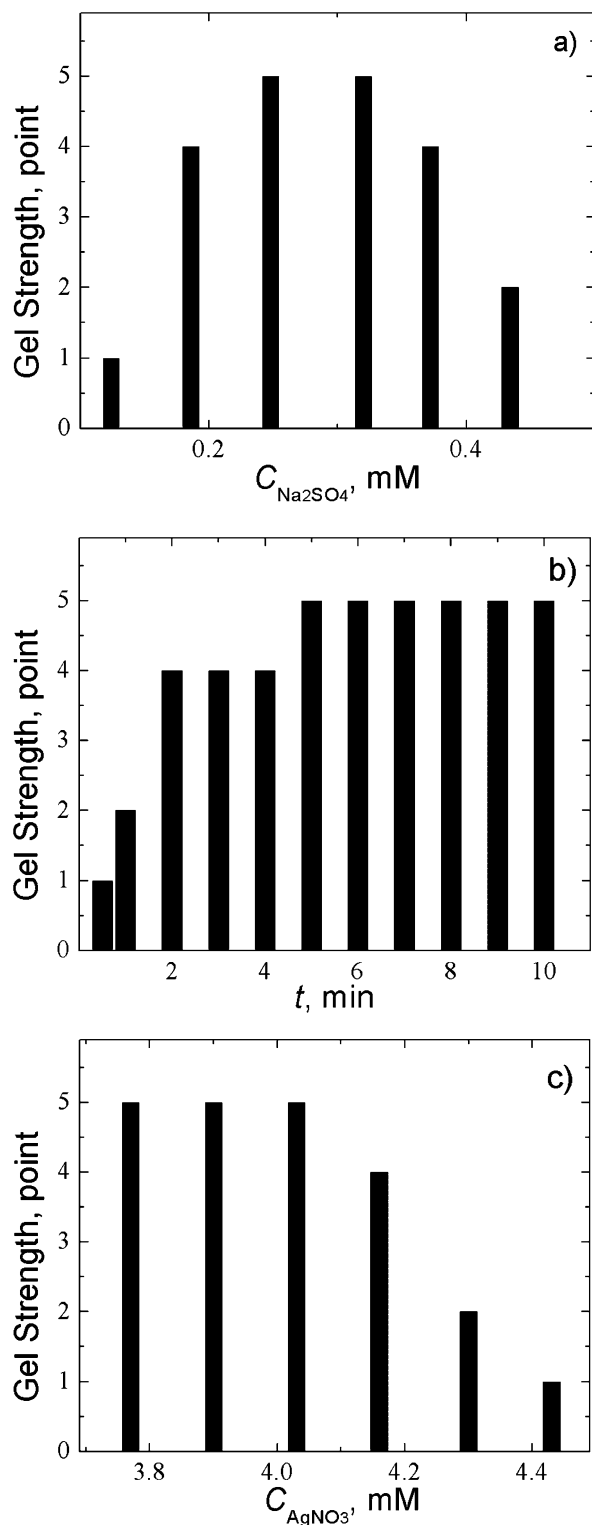 a)
Gel Strength, point
5
4
3
2
1
0
0.2 0.4
C Na2SO4, mM
b)
Gel Strength, point
5
4
3
2
1
0
2 4 6 8 10
t, min
c)
Gel Strength, point
5
4
3
2
1
0
3.8 4.0 4.2 4.4
C AgNO3, mM